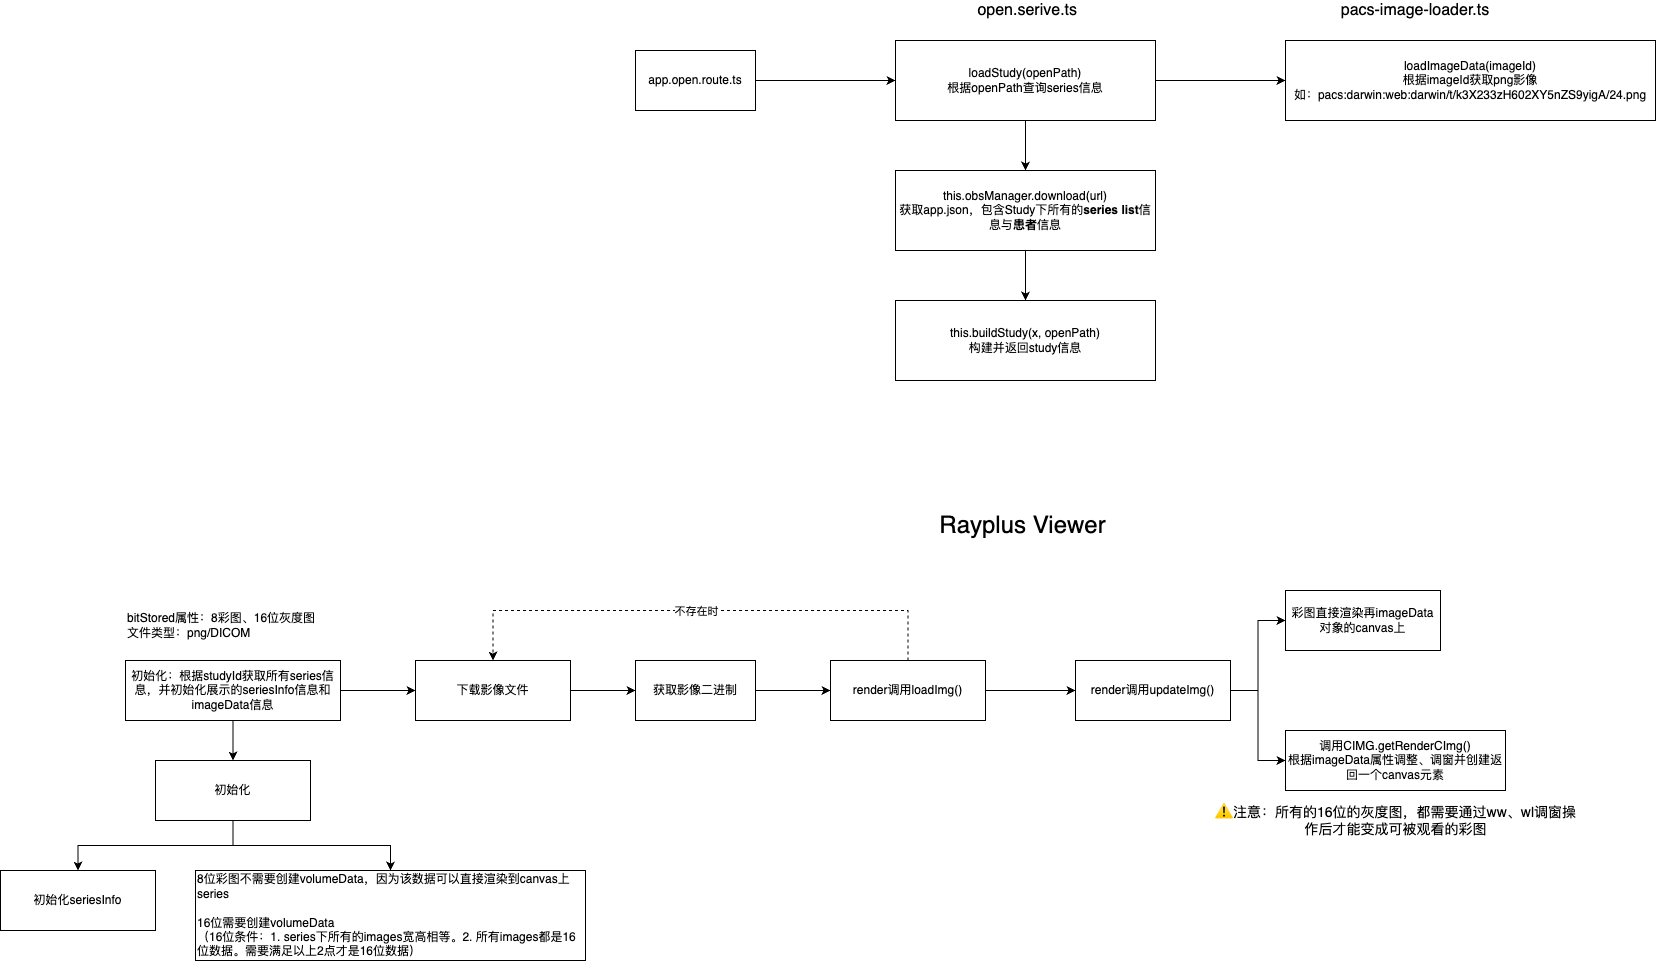 open.serive.ts
pacs-image-loader.ts
app.open.route.ts
loadStudy(openPath)
根据openPath查询series信息
loadImageData(imageId)
根据imageId获取png影像
如：pacs:darwin:web:darwin/t/k3X233zH602XY5nZS9yigA/24.png
this.obsManager.download(url)
获取app.json，包含Study下所有的series list信
息与患者信息
this.buildStudy(x, openPath)
构建并返回study信息
Rayplus Viewer
bitStored属性：8彩图、16位灰度图
文件类型：png/DICOM
不存在时
初始化：根据studyId获取所有series信
息，并初始化展示的seriesInfo信息和
imageData信息
下载影像文件
获取影像二进制
render调用loadImg()
render调用updateImg()
彩图直接渲染再imageData
对象的canvas上
调用CIMG.getRenderCImg()
根据imageData属性调整、调窗并创建返
回一个canvas元素
⚠️注意：所有的16位的灰度图，都需要通过ww、wl调窗操
作后才能变成可被观看的彩图
初始化
初始化seriesInfo
8位彩图不需要创建volumeData，因为该数据可以直接渲染到canvas上
series
16位需要创建volumeData
（16位条件：1. series下所有的images宽高相等。2. 所有images都是16
位数据。需要满足以上2点才是16位数据）